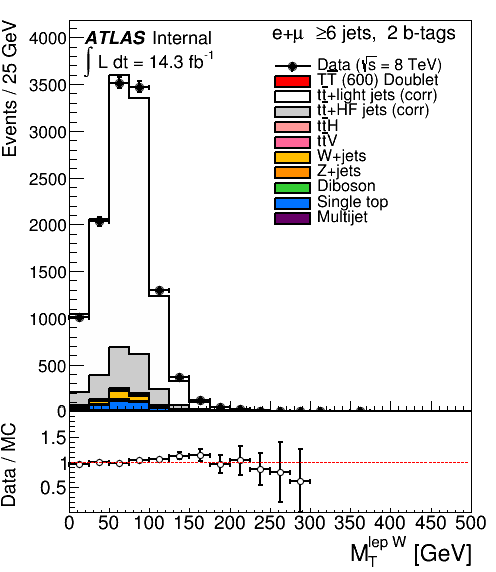 ATLAS Internal
∫ L dt = 14.3 fb⁻¹
e+μ ≥6 jets, 2 b-tags
Data (√s = 8 TeV)
TT̅ (600) Doublet
tt̅+light jets (corr)
tt̅+HF jets (corr)
tt̅H
tt̅V
W+jets
Z+jets
Diboson
Single top
Multijet
Events / 25 GeV
4000
3500
3000
2500
2000
1500
1000
500
0
Data / MC
1.5
1
0.5
0 50 100 150 200 250 300 350 400 450 500
M_T^{lep W} [GeV]